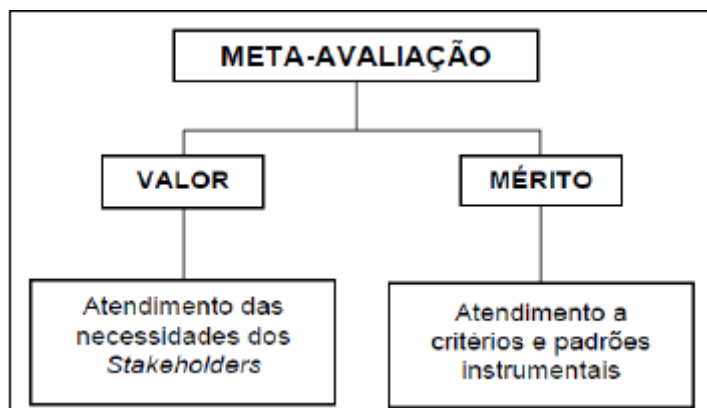 META-AVALIAÇÃO
VALOR
MÉRITO
Atendimento das
necessidades dos
Stakeholders
Atendimento a
critérios e padrões
instrumentais